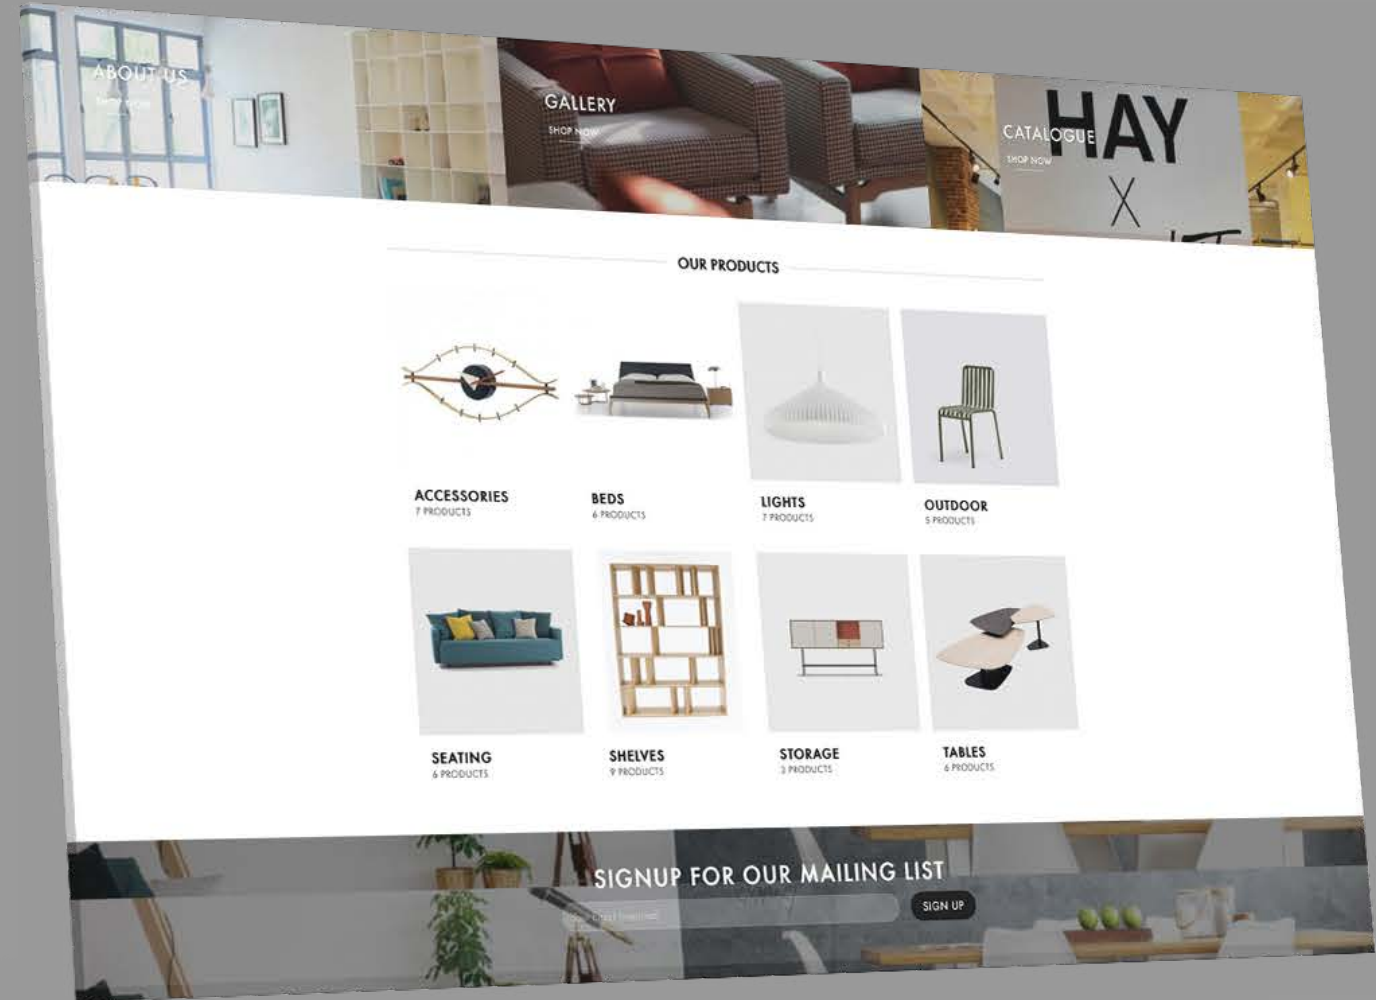 ABOUT US
SHOP NOW
GALLERY
SHOP NOW
CATALOGUE
SHOP NOW
HAY
X
OUR PRODUCTS
ACCESSORIES
7 PRODUCTS
BEDS
6 PRODUCTS
LIGHTS
7 PRODUCTS
OUTDOOR
5 PRODUCTS
SEATING
6 PRODUCTS
SHELVES
9 PRODUCTS
STORAGE
3 PRODUCTS
TABLES
6 PRODUCTS
SIGNUP FOR OUR MAILING LIST
SIGN UP